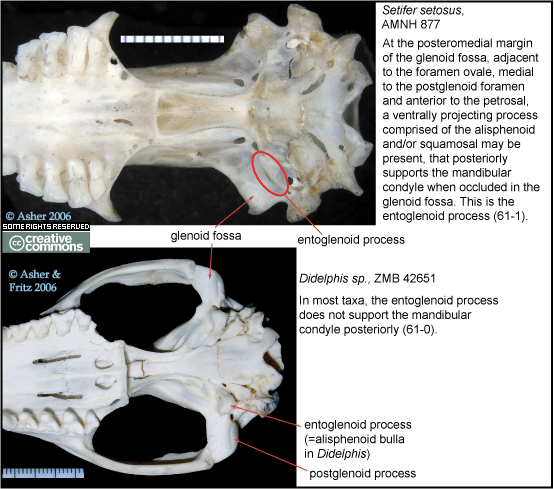 Setifer setosus,
AMNH 877
At the posteromedial margin
of the glenoid fossa, adjacent
to the foramen ovale, medial
to the postglenoid foramen
and anterior to the petrosal,
a ventrally projecting process
comprised of the alisphenoid
and/or squamosal may be
present, that posteriorly
supports the mandibular
condyle when occluded in the
glenoid fossa. This is the
entoglenoid process (61-1).
© Asher 2006
SOME RIGHTS RESERVED
cc creative
commons
glenoid fossa
entoglenoid process
© Asher &
Fritz 2006
Didelphis sp., ZMB 42651
In most taxa, the entoglenoid process
does not support the mandibular
condyle posteriorly (61-0).
entoglenoid process
(=alisphenoid bulla
in Didelphis)
postglenoid process